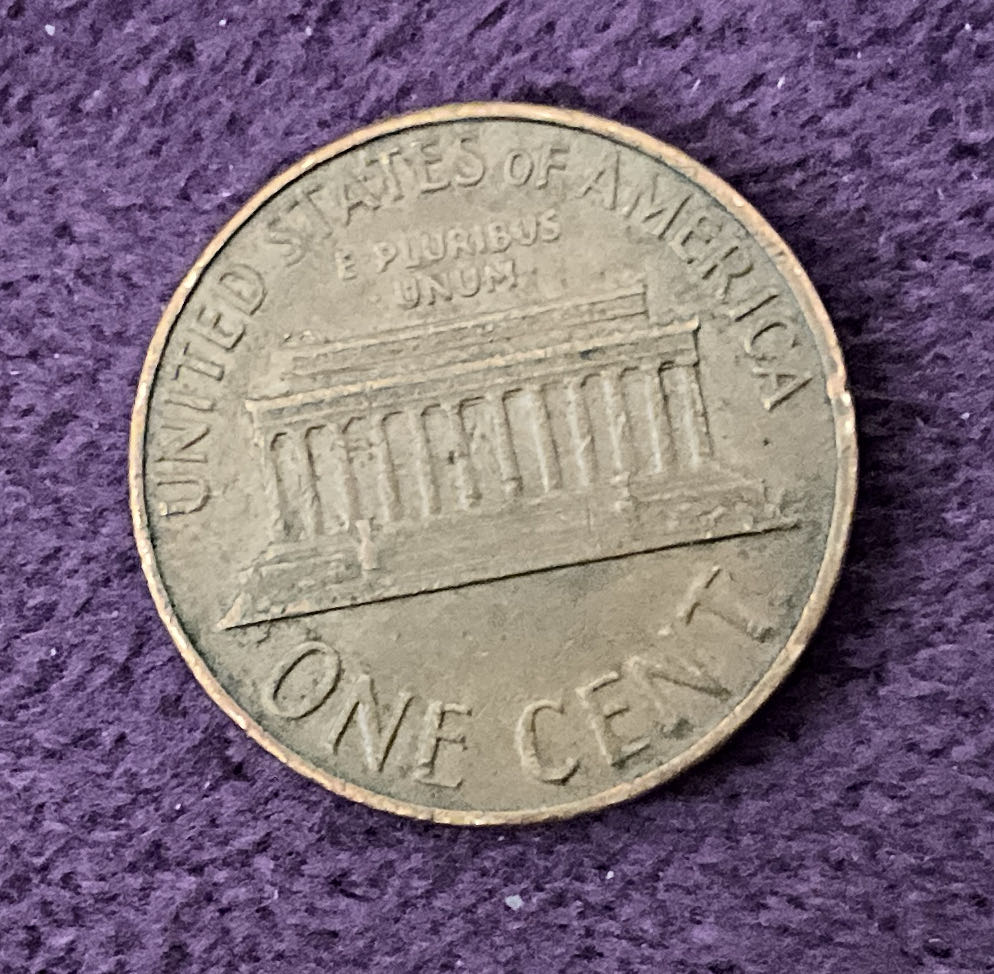 UNITED STATES OF AMERICA
E PLURIBUS
UNUM
ONE CENT